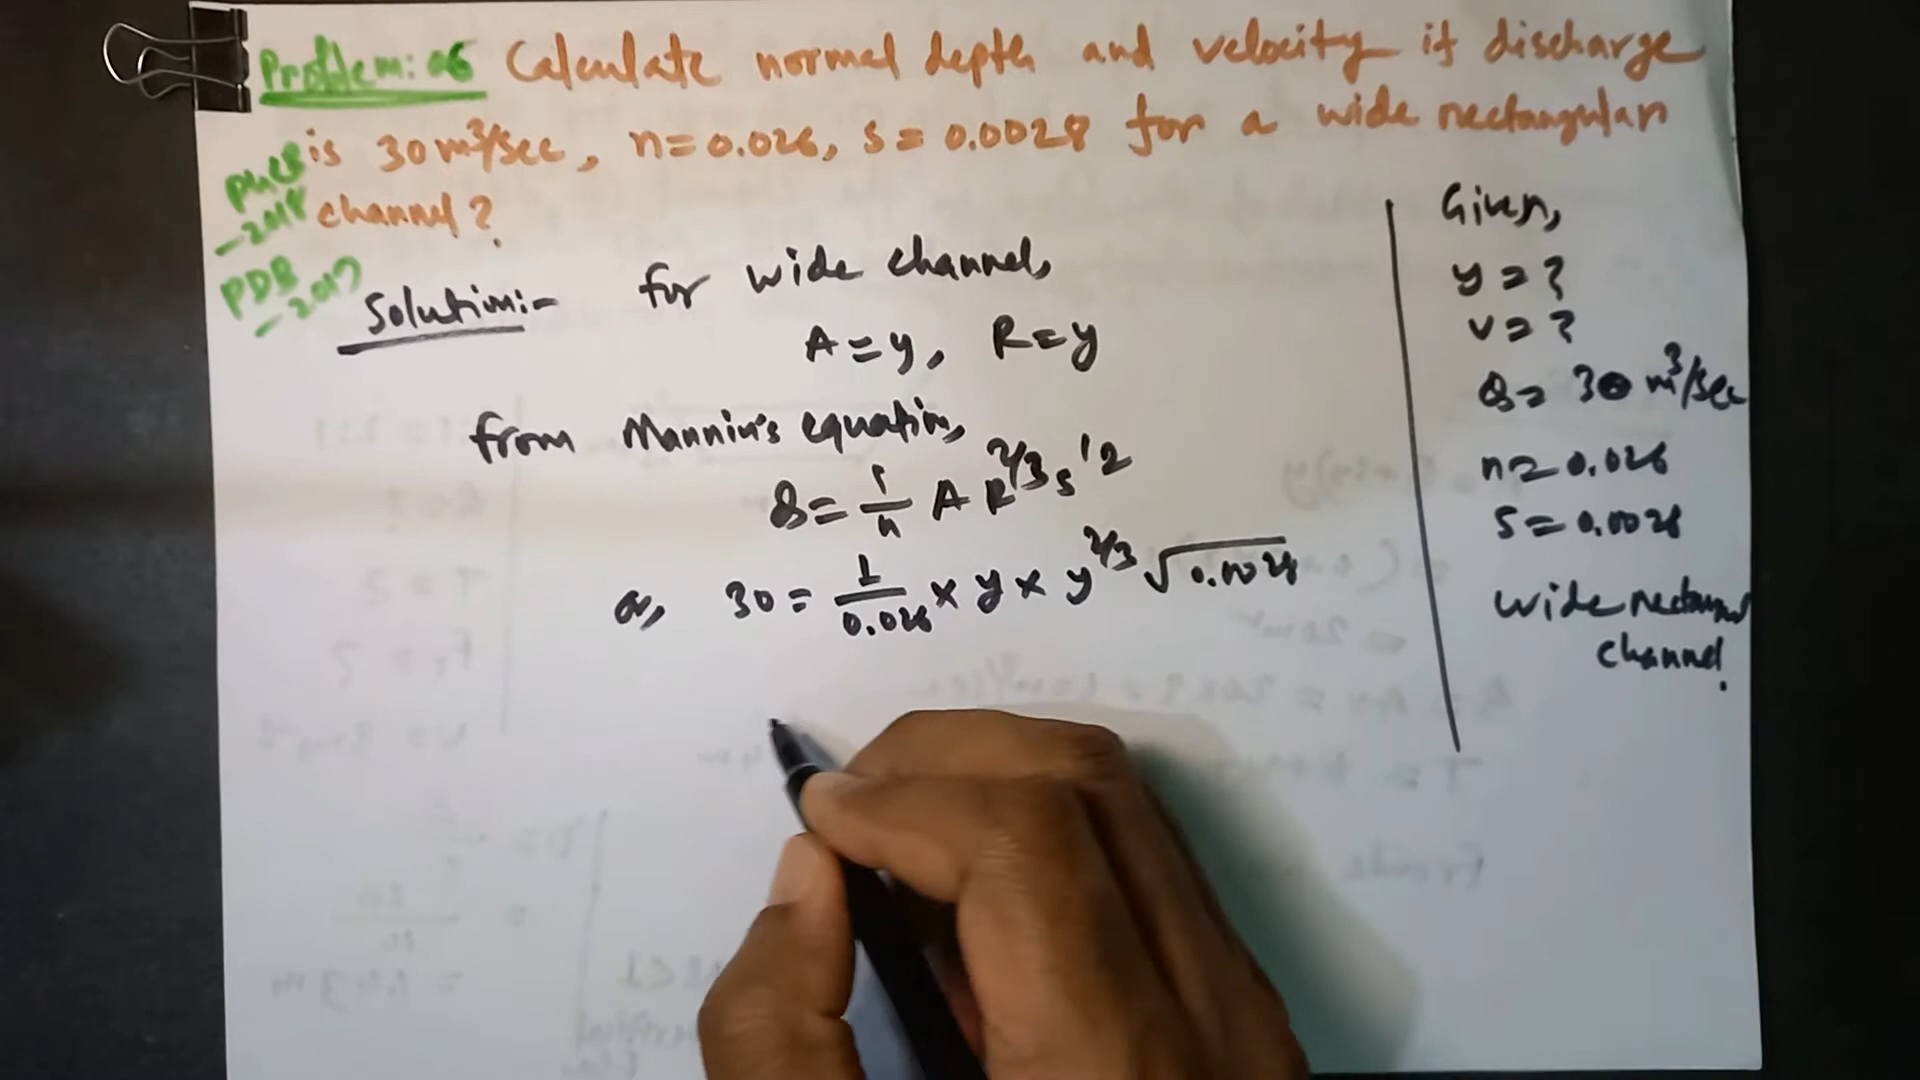 Problem: 06 Calculate normal depth and velocity if discharge
is 30 m³/sec, n=0.026, s=0.0028 for a wide rectangular
channel?
2018
PDB
-2017
Solution:-
for wide channel,
A=y, R=y
from Mannin's equation,
Q = 1/n A R^2/3 s^1/2
or, 30 = 1/0.026 × y × y^2/3 √0.0028
Given,
y = ?
v = ?
Q = 30 m³/sec
n = 0.026
S = 0.0028
wide
channel.